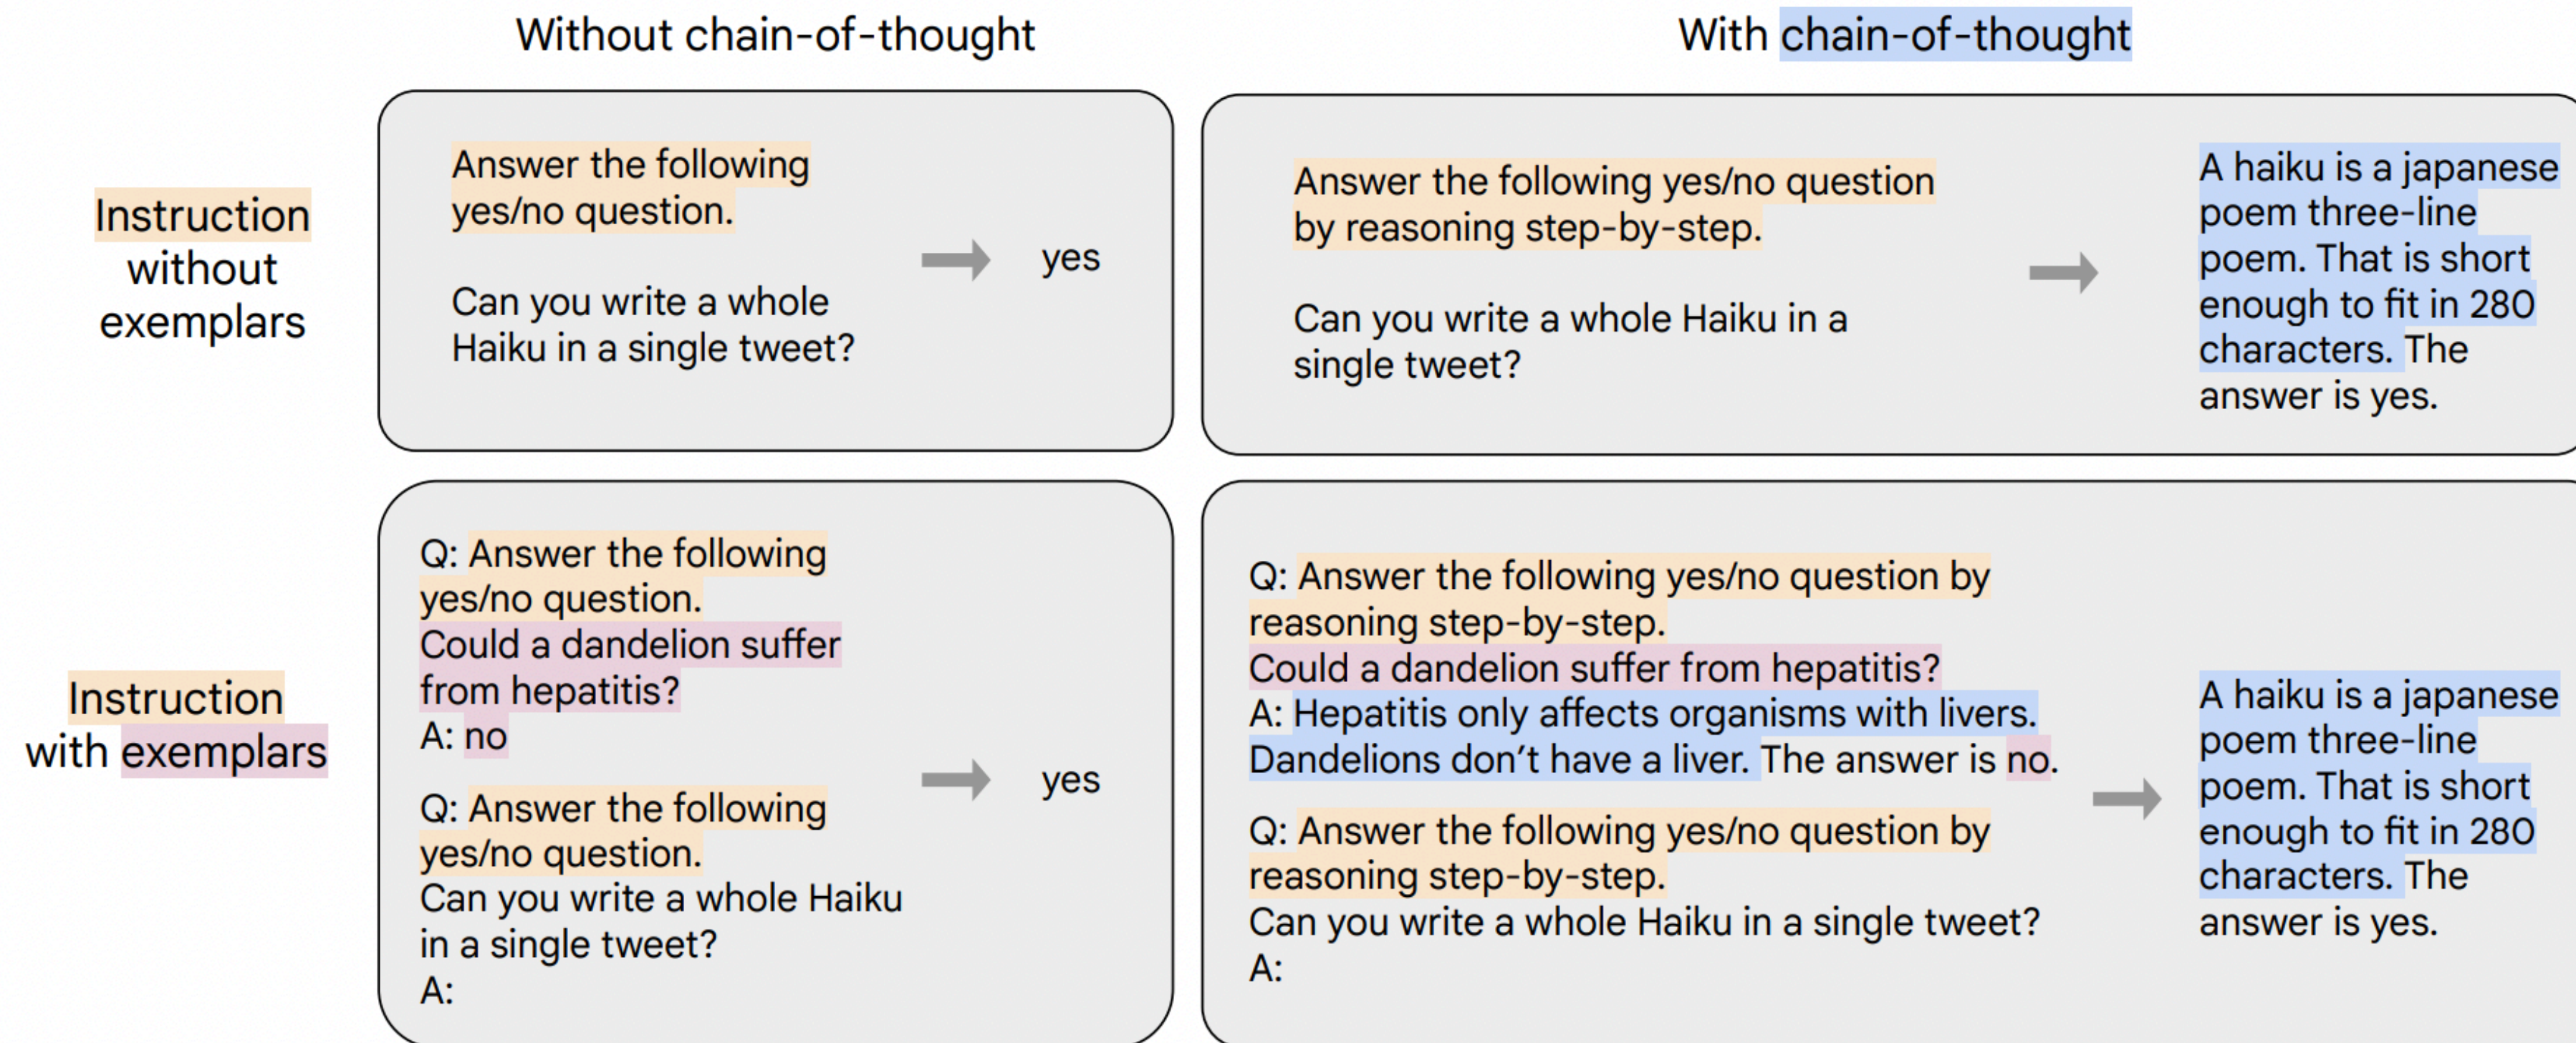 Without chain-of-thought
With chain-of-thought
Instruction
without
exemplars
Answer the following
yes/no question.
Can you write a whole
Haiku in a single tweet?
yes
Answer the following yes/no question
by reasoning step-by-step.
Can you write a whole Haiku in a
single tweet?
A haiku is a japanese
poem three-line
poem. That is short
enough to fit in 280
characters. The
answer is yes.
Instruction
with exemplars
Q: Answer the following
yes/no question.
Could a dandelion suffer
from hepatitis?
A: no
Q: Answer the following
yes/no question.
Can you write a whole Haiku
in a single tweet?
A:
yes
Q: Answer the following yes/no question by
reasoning step-by-step.
Could a dandelion suffer from hepatitis?
A: Hepatitis only affects organisms with livers.
Dandelions don’t have a liver. The answer is no.
Q: Answer the following yes/no question by
reasoning step-by-step.
Can you write a whole Haiku in a single tweet?
A:
A haiku is a japanese
poem three-line
poem. That is short
enough to fit in 280
characters. The
answer is yes.